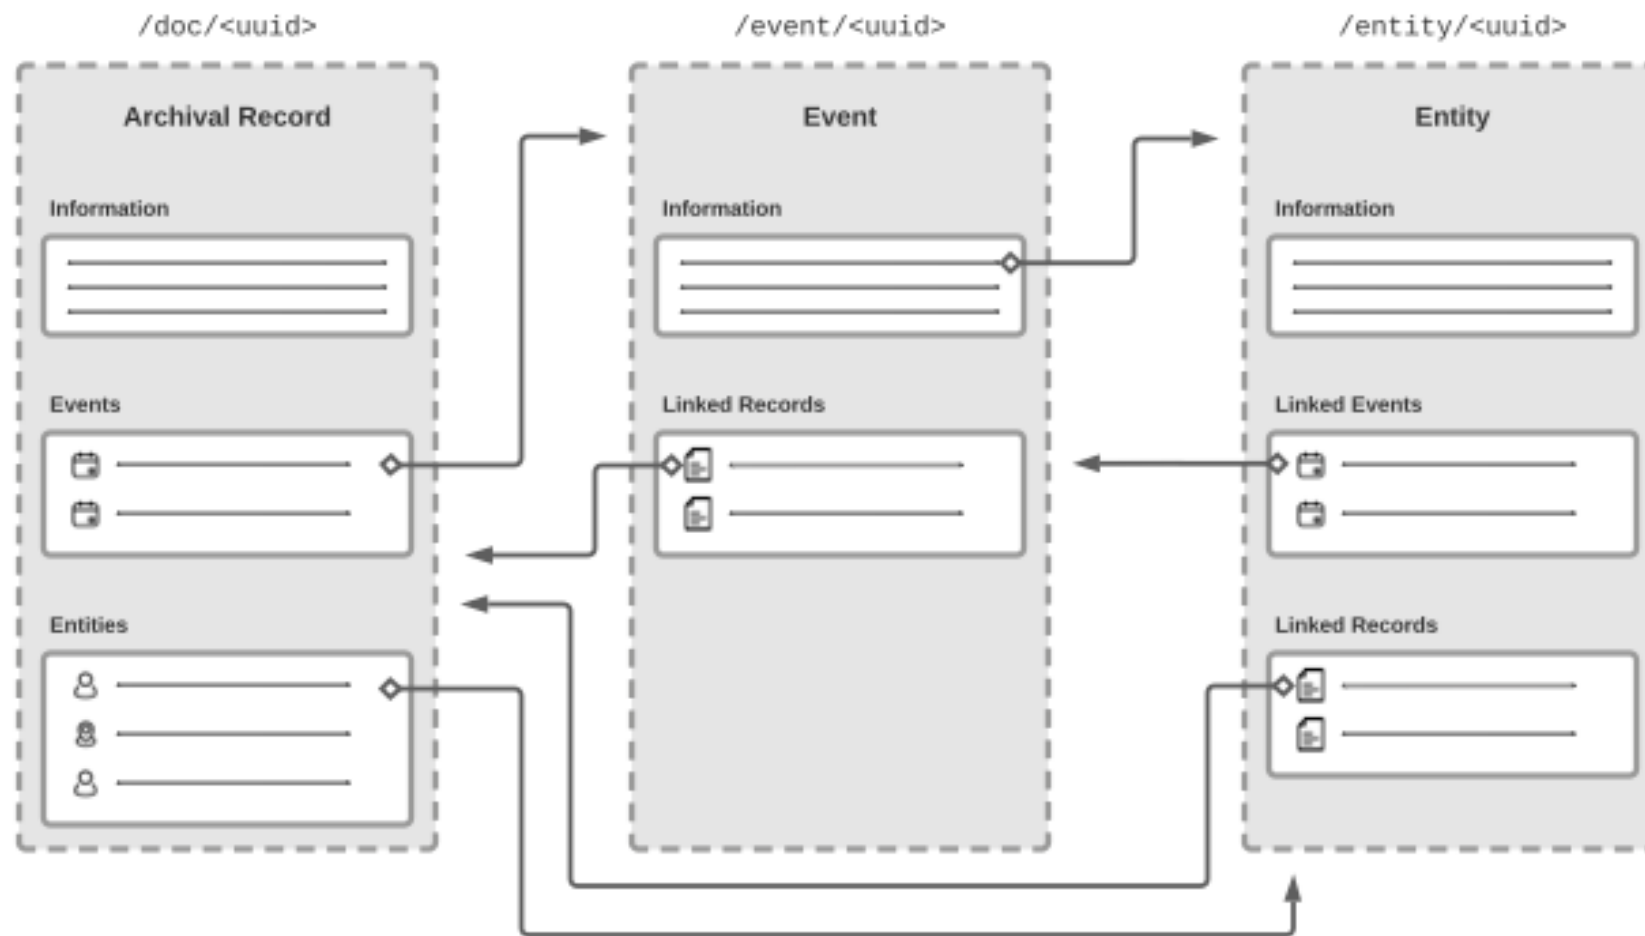 /doc/<uuid>
/event/<uuid>
/entity/<uuid>
Archival Record
Information
Events
Entities
Event
Information
Linked Records
Entity
Information
Linked Events
Linked Records